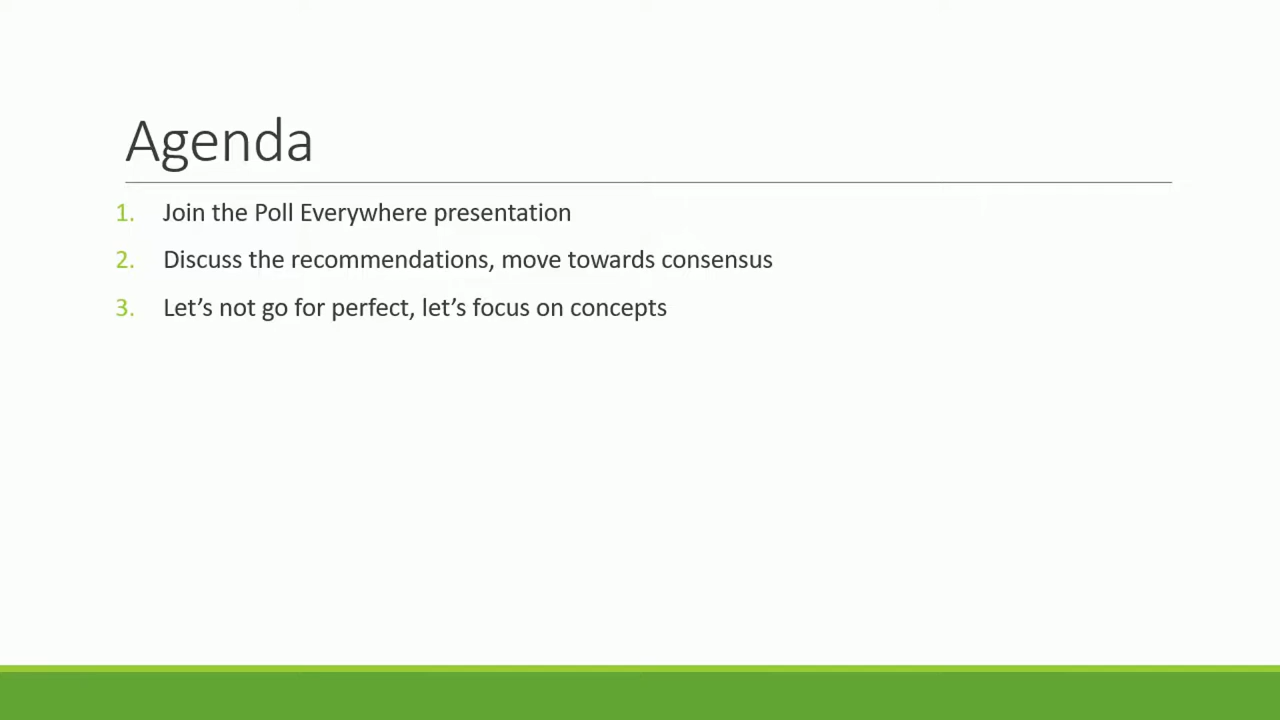 Agenda
1. Join the Poll Everywhere presentation
2. Discuss the recommendations, move towards consensus
3. Let’s not go for perfect, let’s focus on concepts